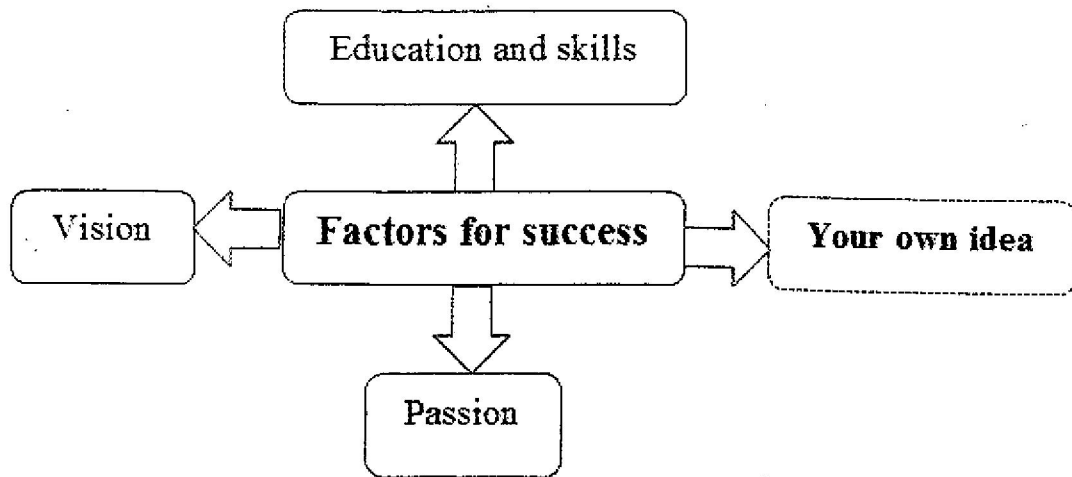 Education and skills
Vision
Factors for success
Your own idea
Passion